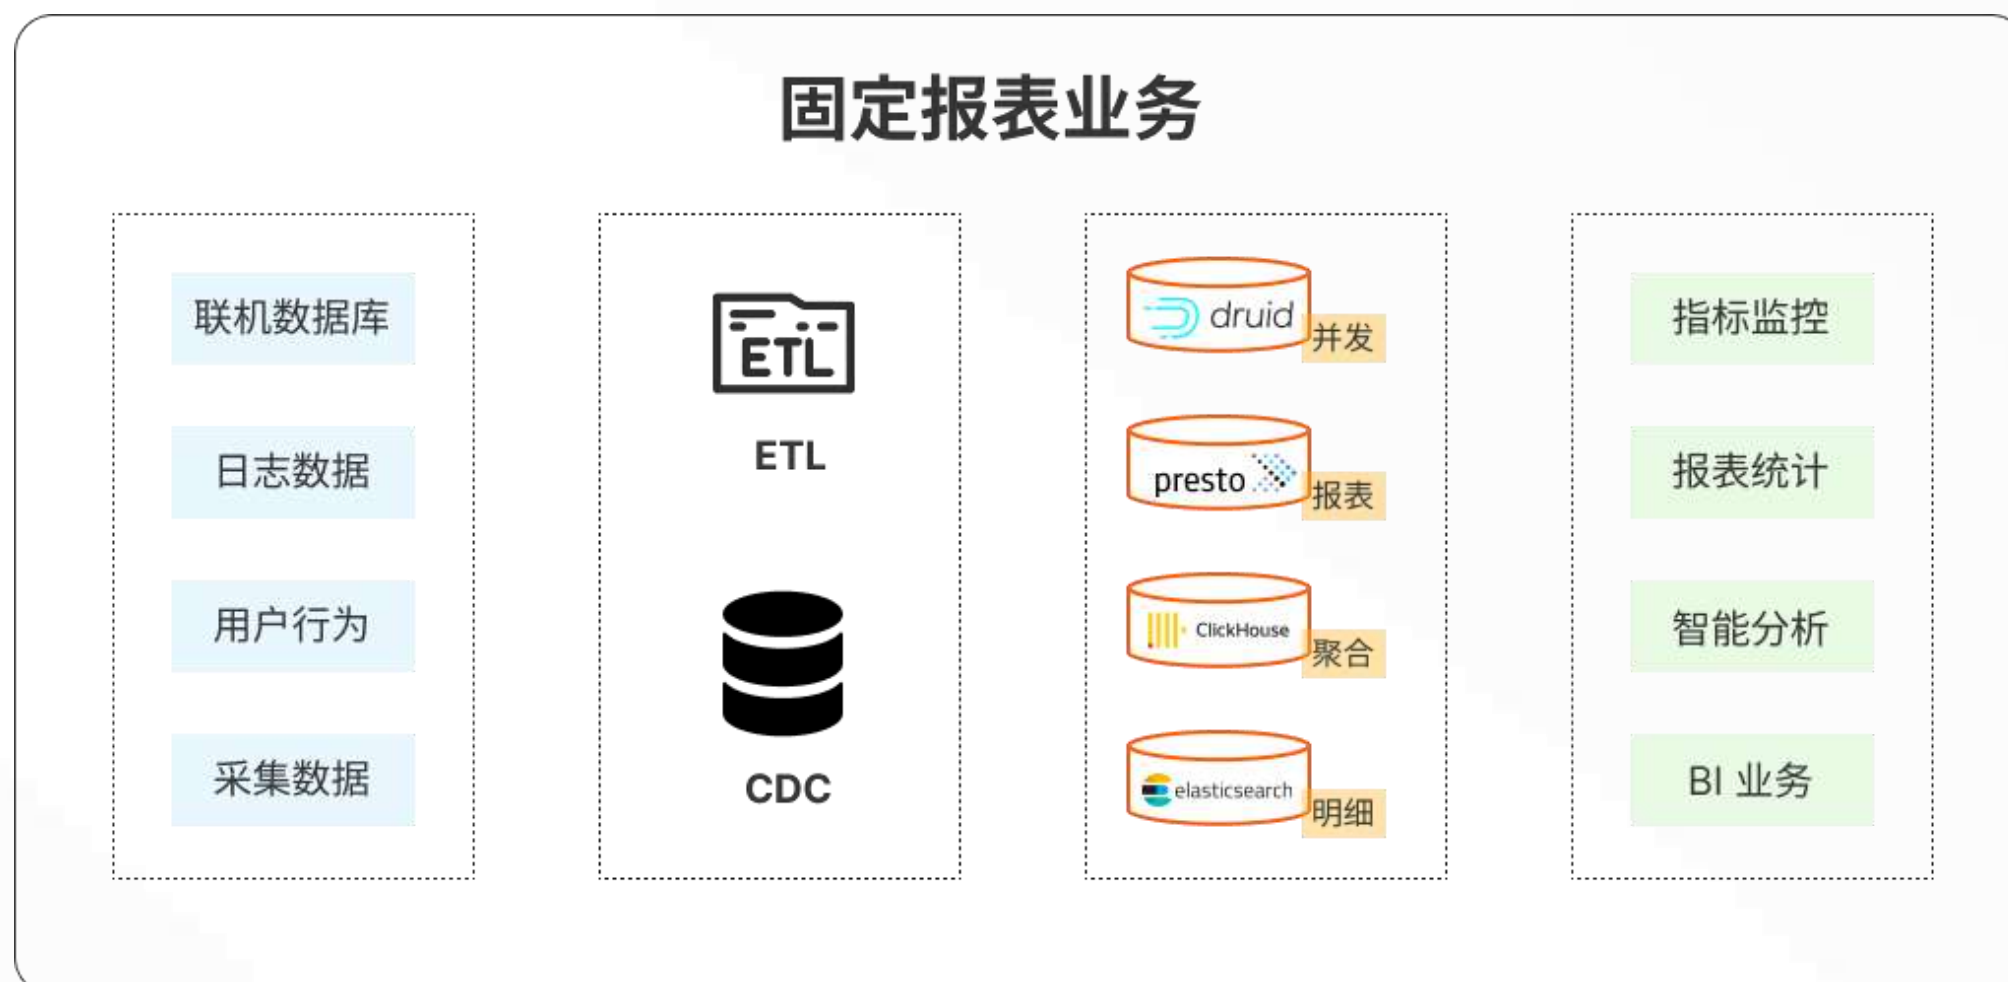 固定报表业务
联机数据库
日志数据
用户行为
采集数据
ETL
ETL
CDC
druid
并发
presto
报表
ClickHouse
聚合
elasticsearch
明细
指标监控
报表统计
智能分析
BI 业务